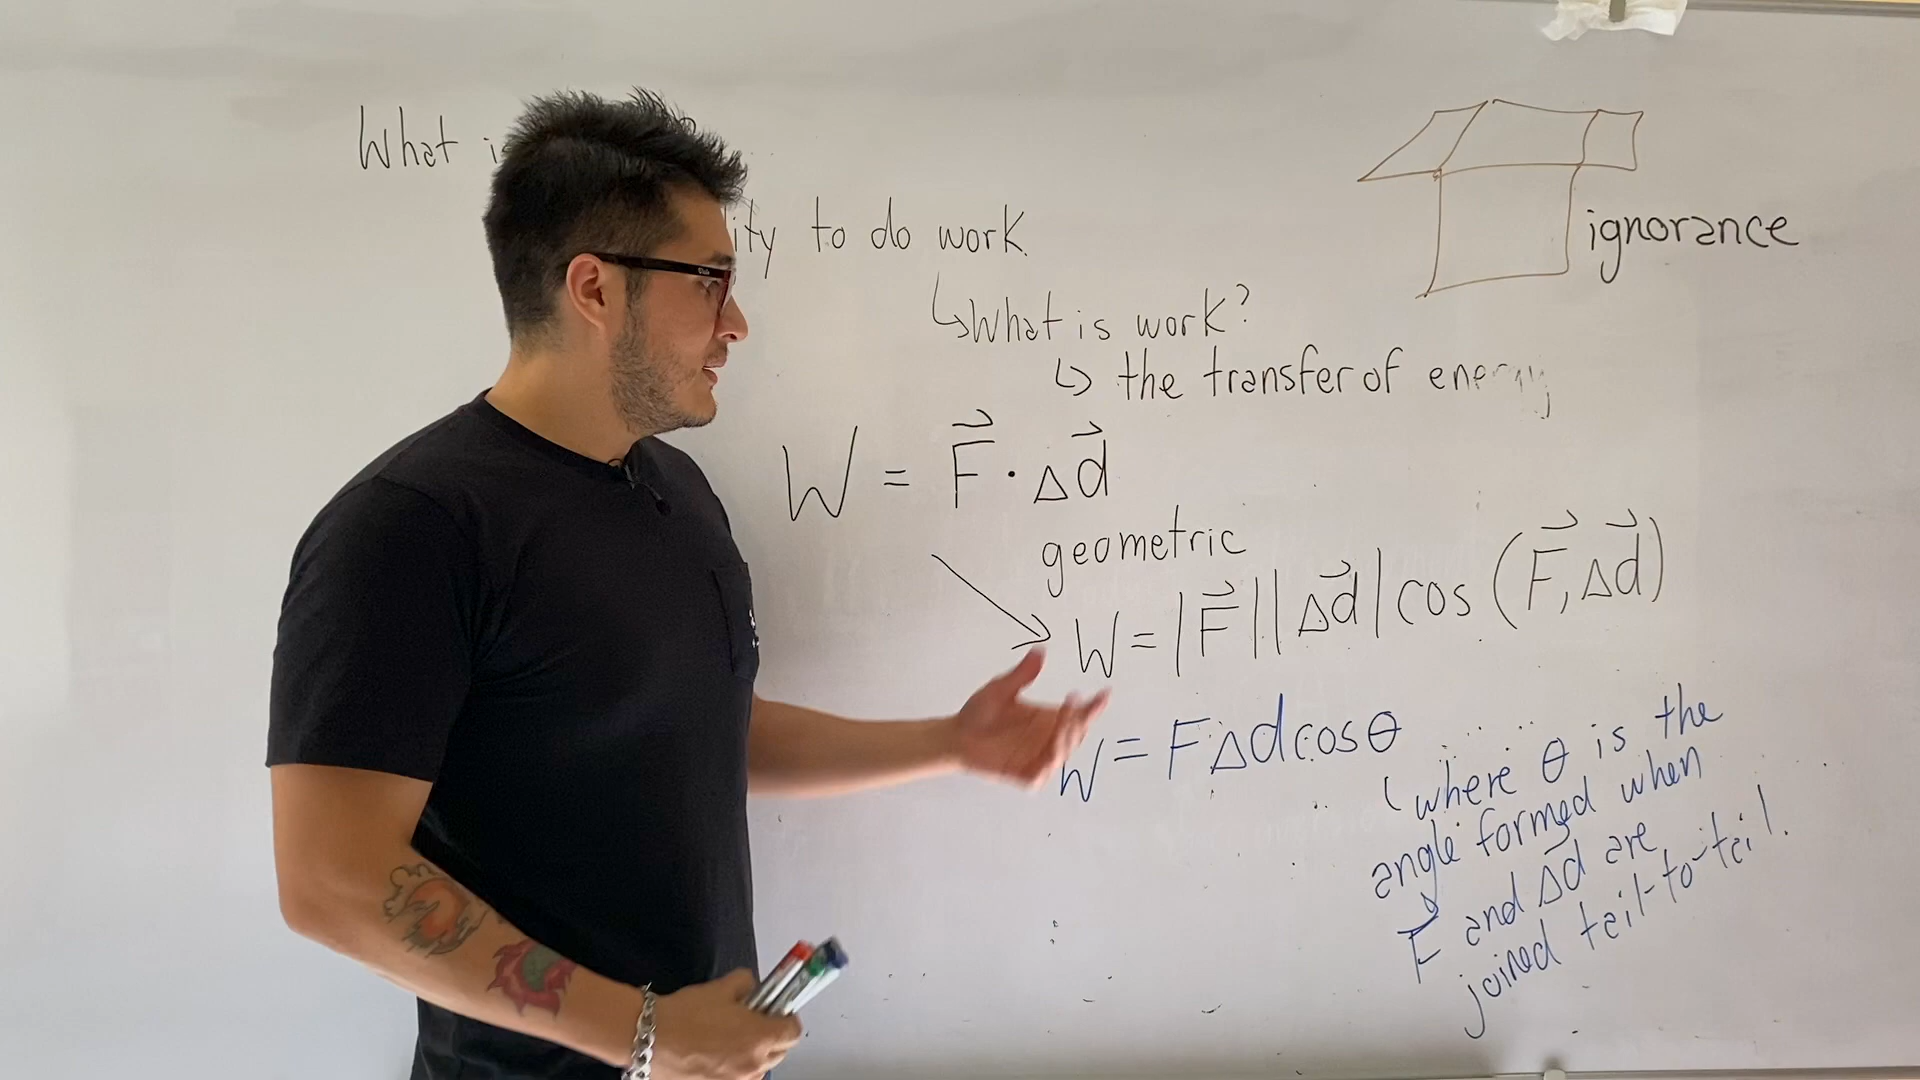 What
ity to do work
↳ What is work?
↳ the transfer of energy
ignorance
W = F⃗ · Δd⃗
geometric
W = |F⃗||Δd⃗| cos (F⃗, Δd⃗)
W = FΔd cos θ
(where θ is the
angle formed when
F⃗ and Δd⃗ are
joined tail-to-tail.